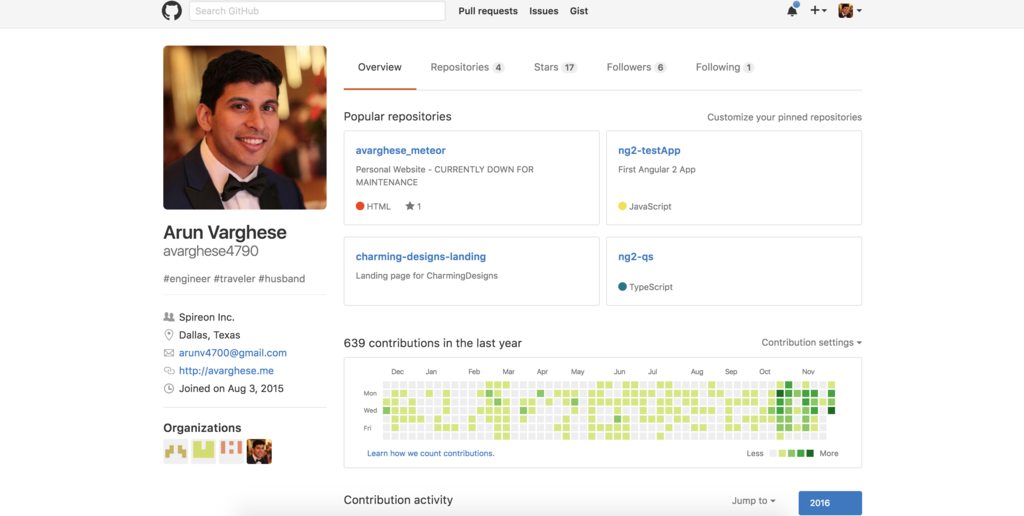 Search GitHub
Pull requests Issues Gist
Overview Repositories 4 Stars 17 Followers 6 Following 1
Popular repositories Customize your pinned repositories
avarghese_meteor
Personal Website - CURRENTLY DOWN FOR
MAINTENANCE
HTML 1
ng2-testApp
First Angular 2 App
JavaScript
charming-designs-landing
Landing page for CharmingDesigns
ng2-qs
TypeScript
Arun Varghese
avarghese4790
#engineer #traveler #husband
Spireon Inc.
Dallas, Texas
arunv4700@gmail.com
http://avarghese.me
Joined on Aug 3, 2015
Organizations
639 contributions in the last year Contribution settings
Dec Jan Feb Mar Apr May Jun Jul Aug Sep Oct Nov
Mon
Wed
Fri
Learn how we count contributions. Less More
Contribution activity Jump to 2016